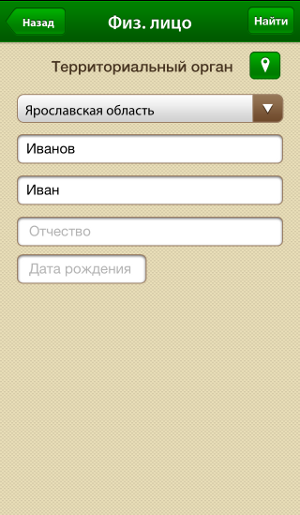 Назад
Физ. лицо
Найти
Территориальный орган
Ярославская область
Иванов
Иван
Отчество
Дата рождения